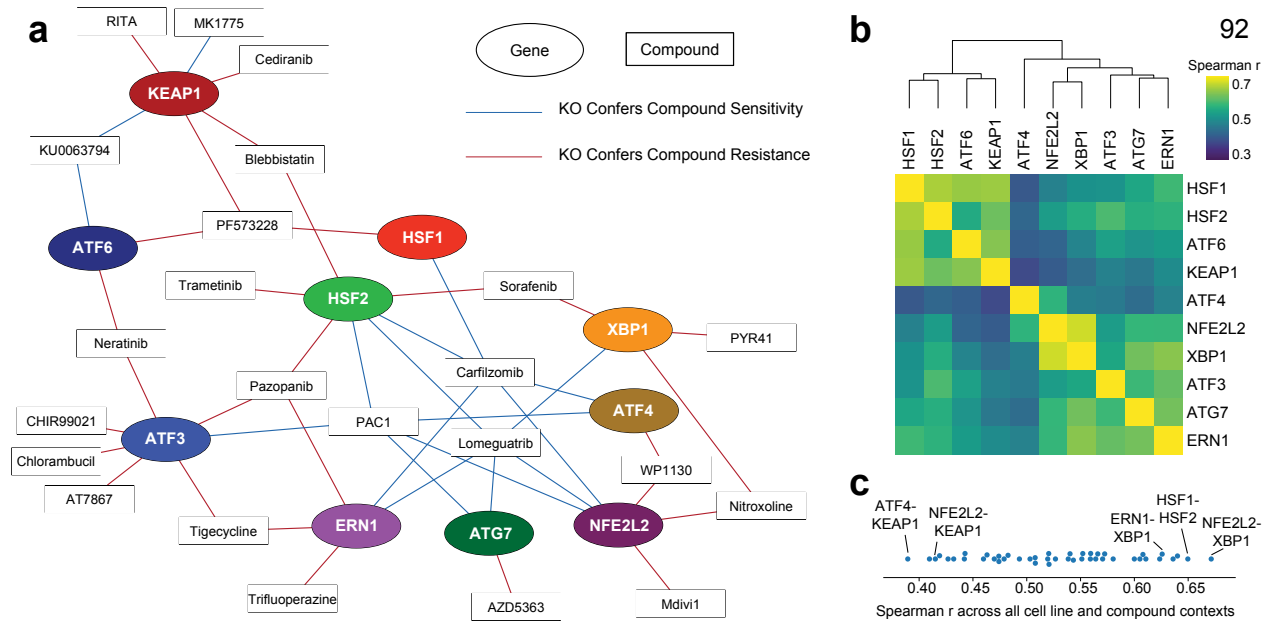 a
RITA
MK1775
Cediranib
KEAP1
KU0063794
Blebbistatin
PF573228
ATF6
HSF1
Trametinib
HSF2
Sorafenib
XBP1
PYR41
Neratinib
Carfilzomib
Pazopanib
ATF4
CHIR99021
PAC1
ATF3
Lomeguatrib
Chlorambucil
WP1130
AT7867
Nitroxoline
Tigecycline
ERN1
ATG7
NFE2L2
Trifluoperazine
AZD5363
Mdivi1
Gene
Compound
KO Confers Compound Sensitivity
KO Confers Compound Resistance
b
92
Spearman r
0.7
0.5
0.3
HSF1
HSF2
ATF6
KEAP1
ATF4
NFE2L2
XBP1
ATF3
ATG7
ERN1
HSF1
HSF2
ATF6
KEAP1
ATF4
NFE2L2
XBP1
ATF3
ATG7
ERN1
c
ATF4-
KEAP1
NFE2L2-
KEAP1
ERN1-
XBP1
HSF1-
HSF2
NFE2L2-
XBP1
0.40 0.45 0.50 0.55 0.60 0.65
Spearman r across all cell line and compound contexts